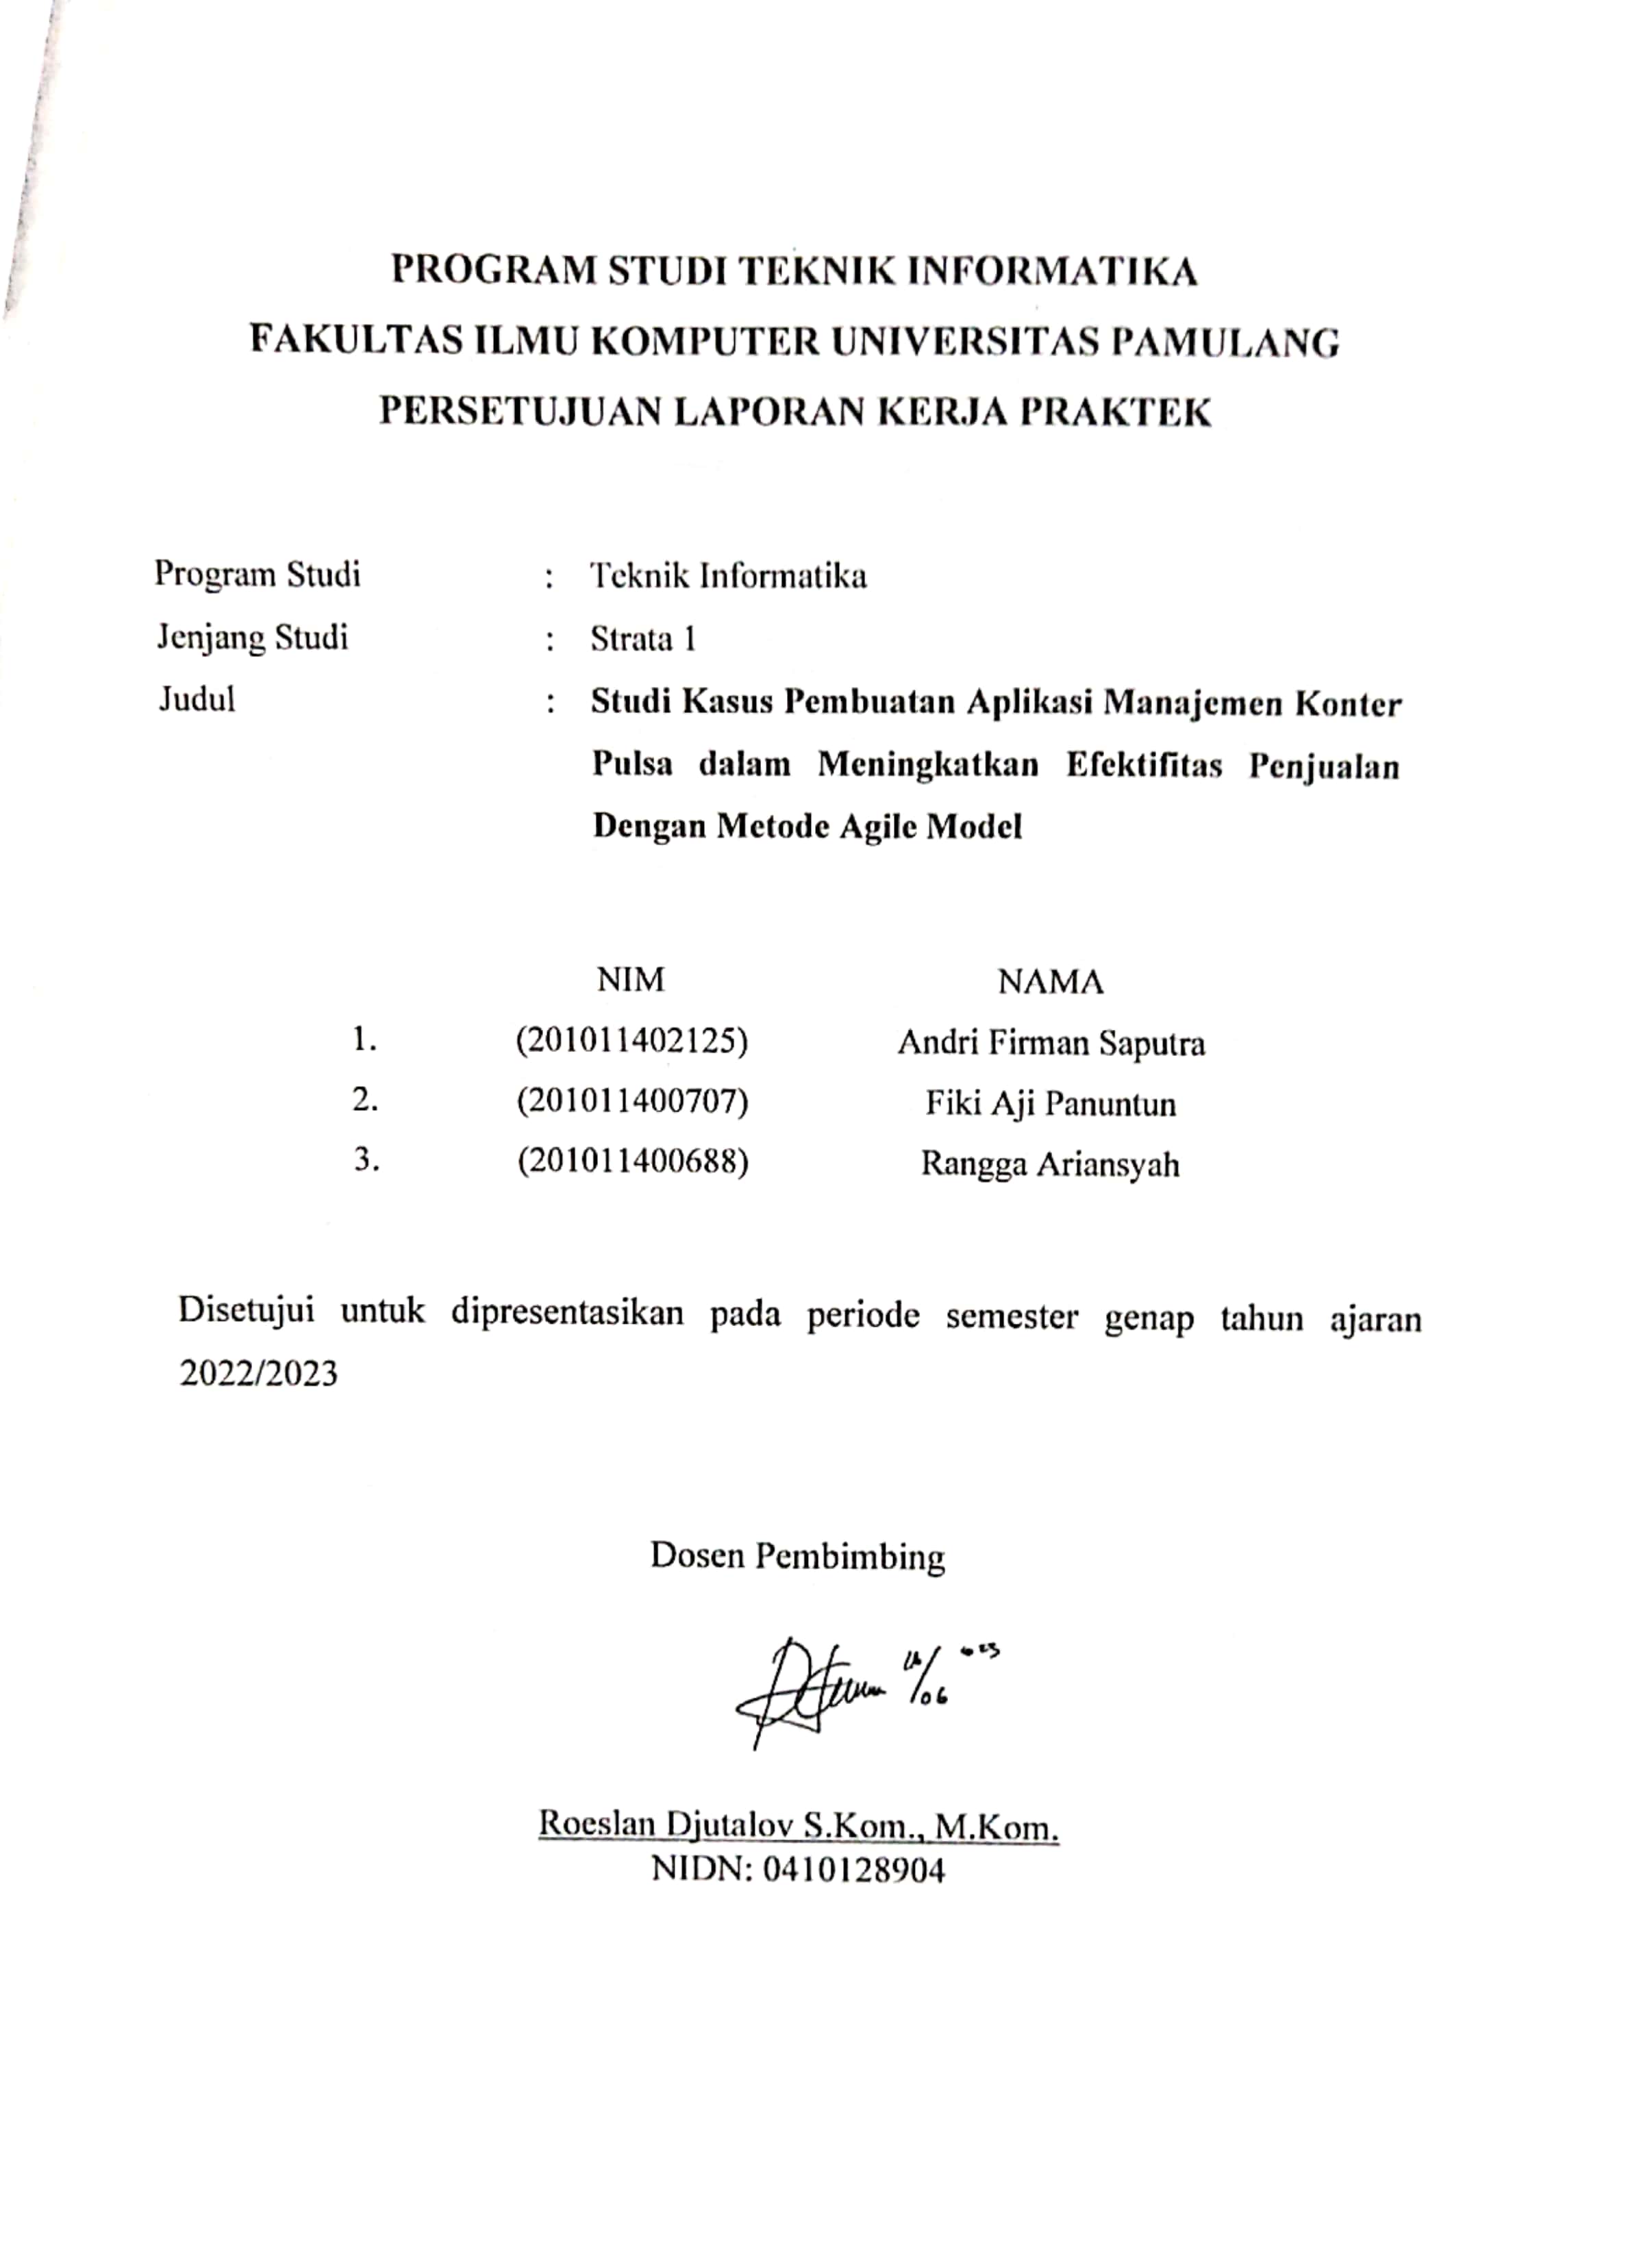 PROGRAM STUDI TEKNIK INFORMATIKA
FAKULTAS ILMU KOMPUTER UNIVERSITAS PAMULANG
PERSETUJUAN LAPORAN KERJA PRAKTEK
Program Studi : Teknik Informatika
Jenjang Studi : Strata 1
Judul : Studi Kasus Pembuatan Aplikasi Manajemen Konter
Pulsa dalam Meningkatkan Efektifitas Penjualan
Dengan Metode Agile Model
NIM NAMA
1. (201011402125) Andri Firman Saputra
2. (201011400707) Fiki Aji Panuntun
3. (201011400688) Rangga Ariansyah
Disetujui untuk dipresentasikan pada periode semester genap tahun ajaran
2022/2023
Dosen Pembimbing
Roeslan Djutalov S.Kom., M.Kom.
NIDN: 0410128904